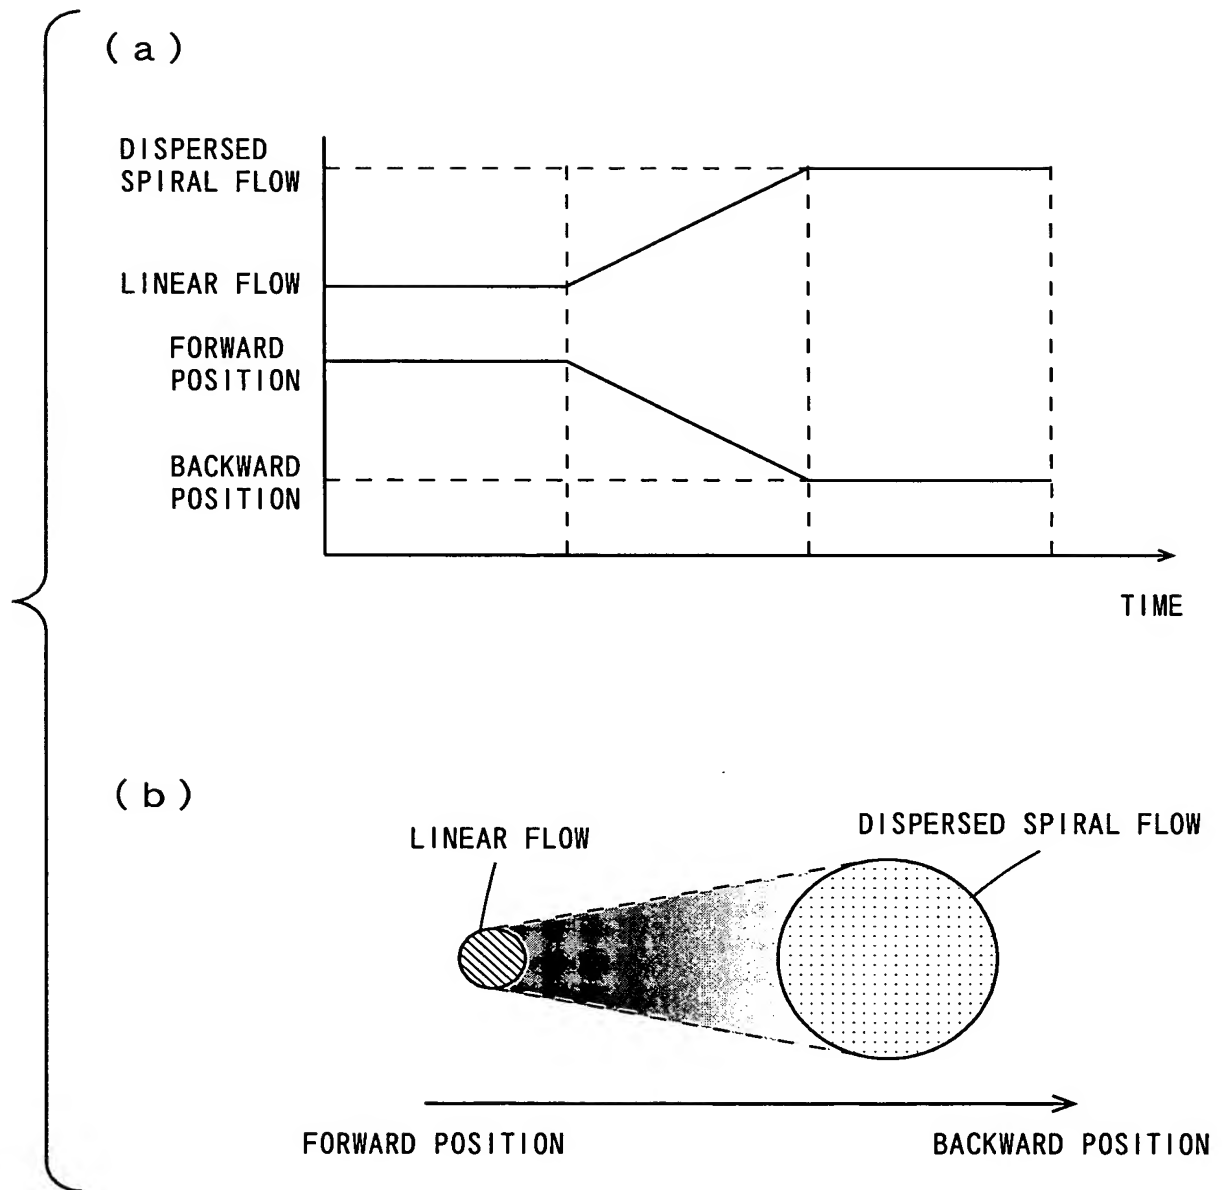 (a)
DISPERSED
SPIRAL FLOW
LINEAR FLOW
FORWARD
POSITION
BACKWARD
POSITION
TIME
(b)
LINEAR FLOW
DISPERSED SPIRAL FLOW
FORWARD POSITION
BACKWARD POSITION